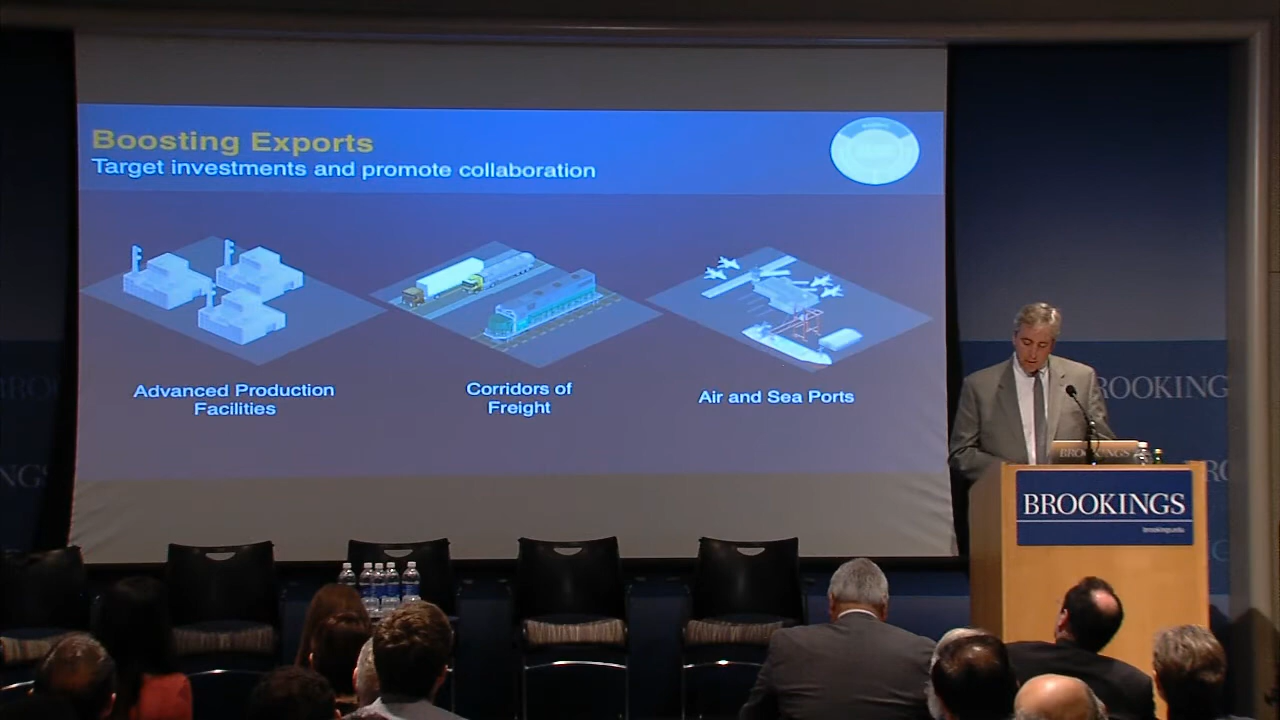 Boosting Exports
Target investments and promote collaboration
Advanced Production
Facilities
Corridors of
Freight
Air and Sea Ports
ROOKING
BROOKINGS
BROOKINGS
brookings.edu